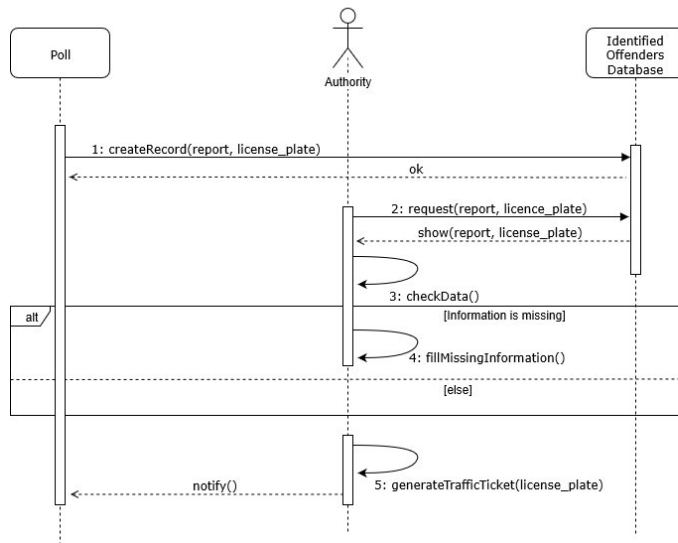 Poll
Authority
Identified
Offenders
Database
1: createRecord(report, license_plate)
ok
2: request(report, licence_plate)
show(report, license_plate)
3: checkData()
alt
[Information is missing]
4: fillMissingInformation()
[else]
5: generateTrafficTicket(license_plate)
notify()